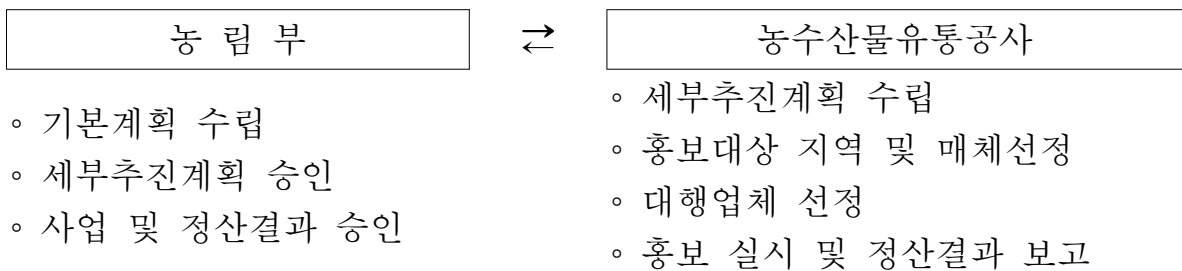 농 림 부 ⇄ 농수산물유통공사
◦ 기본계획 수립
◦ 세부추진계획 승인
◦ 사업 및 정산결과 승인
◦ 세부추진계획 수립
◦ 홍보대상 지역 및 매체선정
◦ 대행업체 선정
◦ 홍보 실시 및 정산결과 보고